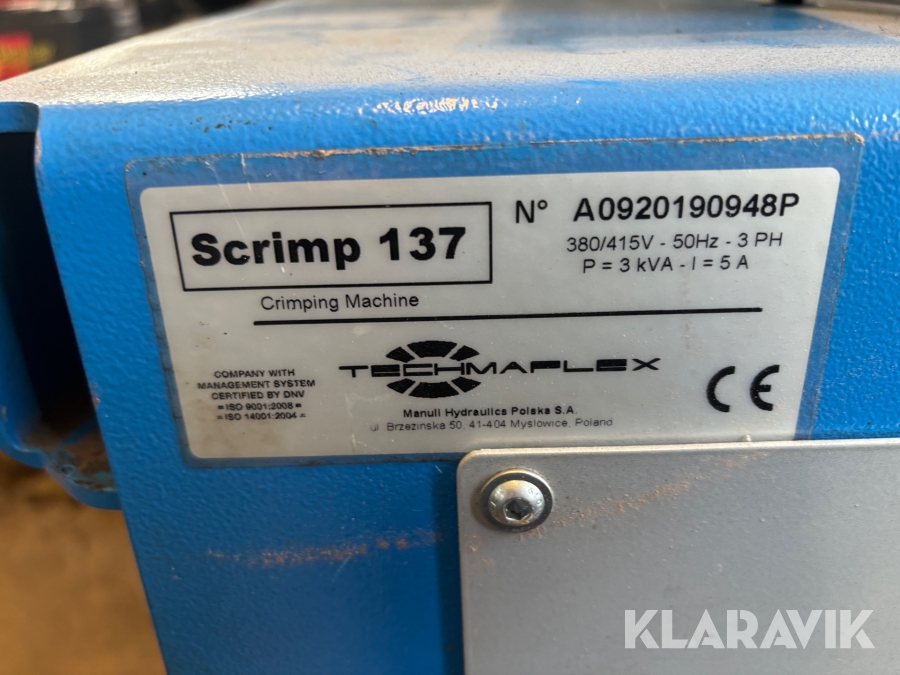 Scrimp 137
N° A0920190948P
380/415V - 50Hz - 3 PH
P = 3 kVA - I = 5 A
Crimping Machine
TECHMAFLEX
COMPANY WITH
MANAGEMENT SYSTEM
CERTIFIED BY DNV
= ISO 9001:2008 =
= ISO 14001:2004 =
Manuli Hydraulics Polska S.A.
ul Brzezinska 50, 41-404 Myslowice, Poland
CE
KLARAVIK